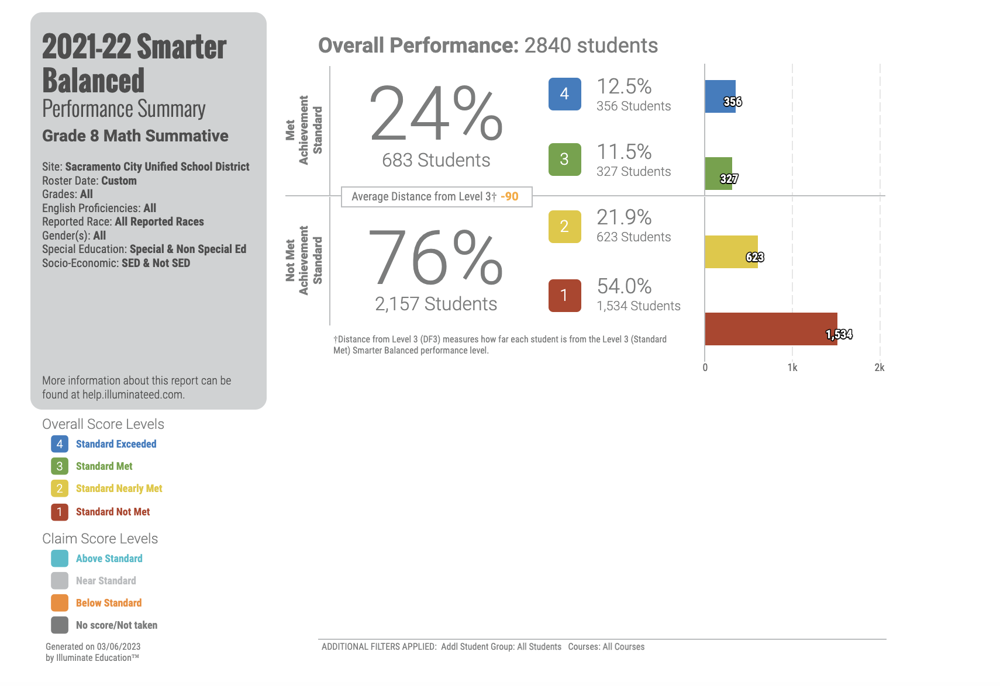 2021-22 Smarter
Balanced
Performance Summary
Grade 8 Math Summative
Site: Sacramento City Unified School District
Roster Date: Custom
Grades: All
English Proficiencies: All
Reported Race: All Reported Races
Gender(s): All
Special Education: Special & Non Special Ed
Socio-Economic: SED & Not SED
More information about this report can be
found at help.illuminateed.com.
Overall Score Levels
4 Standard Exceeded
3 Standard Met
2 Standard Nearly Met
1 Standard Not Met
Claim Score Levels
Above Standard
Near Standard
Below Standard
No score/Not taken
Generated on 03/06/2023
by Illuminate Education™
Overall Performance: 2840 students
Met
Achievement
Standard
24%
683 Students
4
12.5%
356 Students
356
3
11.5%
327 Students
327
Average Distance from Level 3† -90
Not Met
Achievement
Standard
76%
2,157 Students
2
21.9%
623 Students
623
1
54.0%
1,534 Students
1,534
0 1k 2k
†Distance from Level 3 (DF3) measures how far each student is from the Level 3 (Standard
Met) Smarter Balanced performance level.
ADDITIONAL FILTERS APPLIED: Addl Student Group: All Students Courses: All Courses